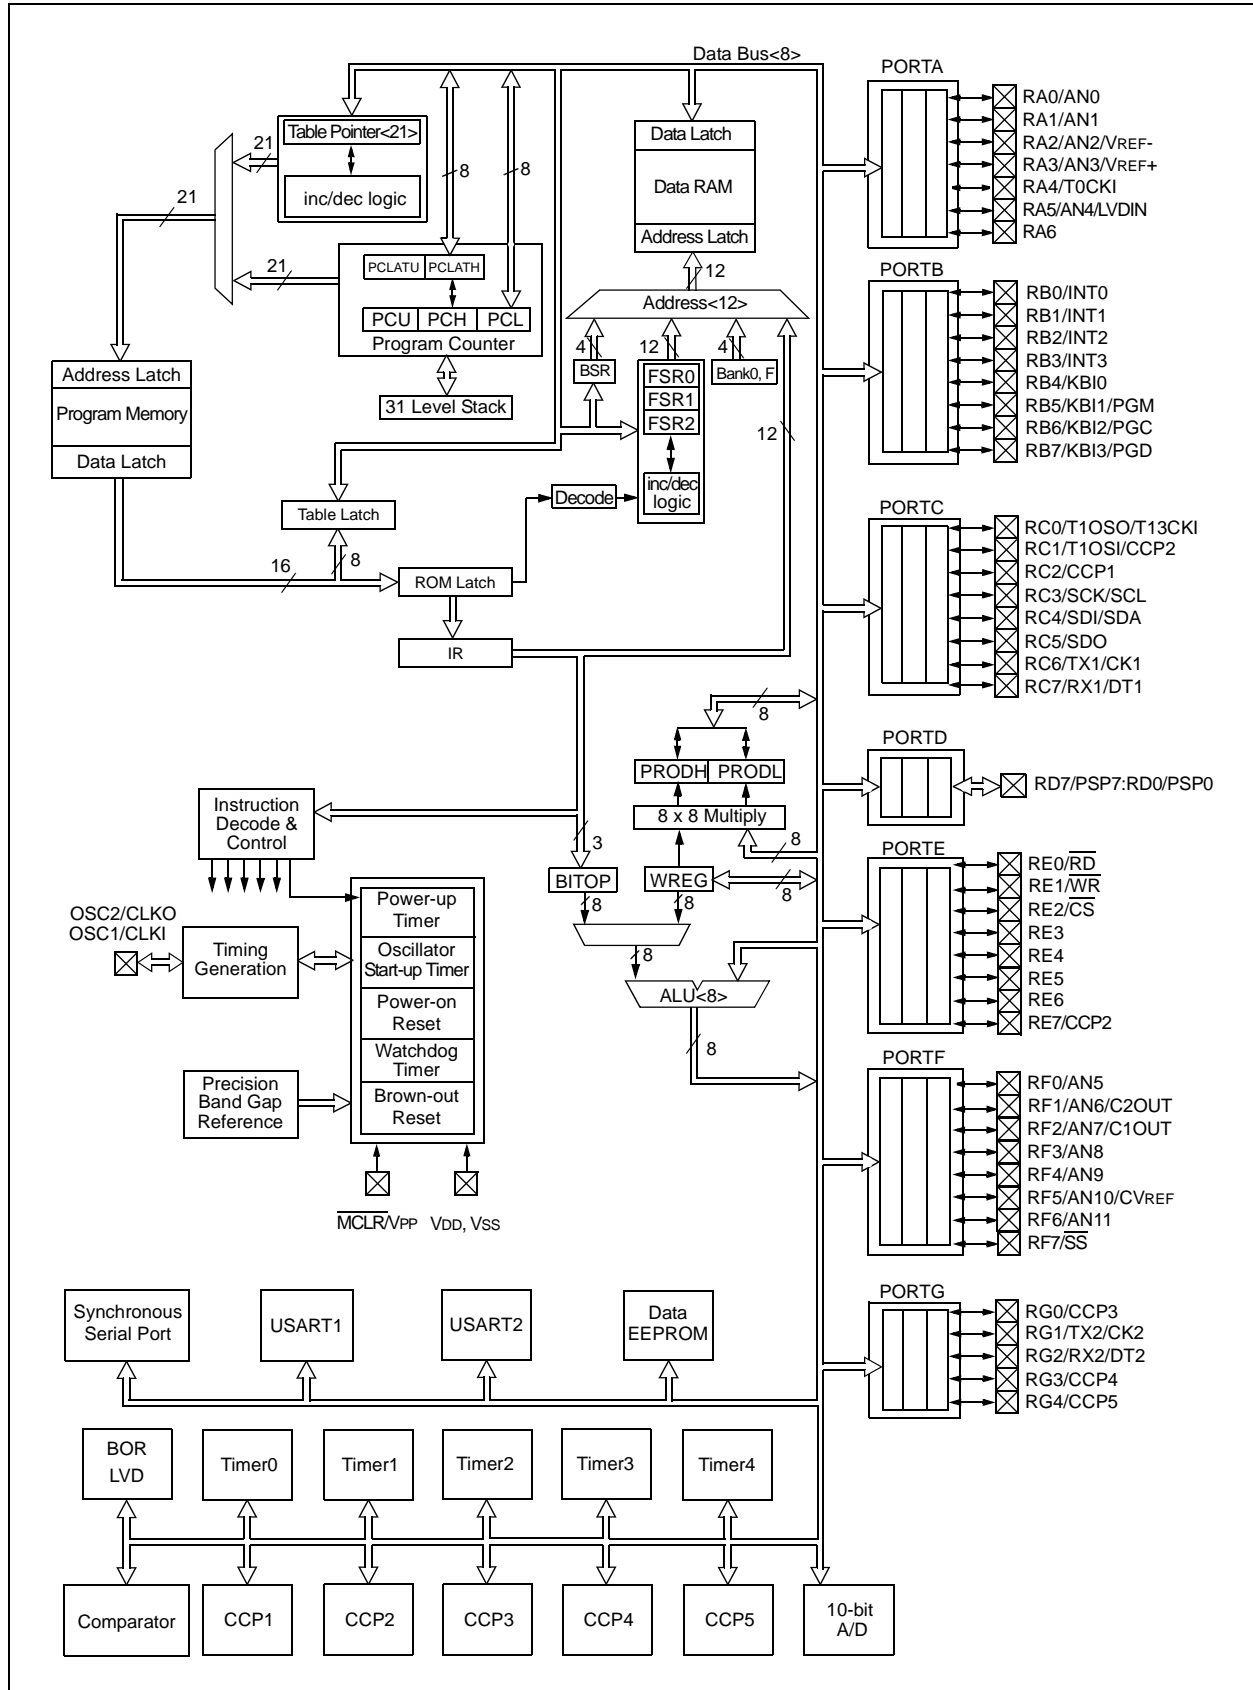 Data Bus<8>
PORTA
RA0/AN0
RA1/AN1
RA2/AN2/VREF-
RA3/AN3/VREF+
RA4/T0CKI
RA5/AN4/LVDIN
RA6
Table Pointer<21>
inc/dec logic
21
21
21
8
8
Data Latch
Data RAM
Address Latch
12
Address<12>
PCLATU
PCLATH
PCU
PCH
PCL
Program Counter
31 Level Stack
4
12
4
BSR
FSR0
FSR1
FSR2
Bank0, F
inc/dec
logic
12
Decode
PORTB
RB0/INT0
RB1/INT1
RB2/INT2
RB3/INT3
RB4/KBI0
RB5/KBI1/PGM
RB6/KBI2/PGC
RB7/KBI3/PGD
Address Latch
Program Memory
Data Latch
Table Latch
16
8
ROM Latch
IR
PORTC
RC0/T1OSO/T13CKI
RC1/T1OSI/CCP2
RC2/CCP1
RC3/SCK/SCL
RC4/SDI/SDA
RC5/SDO
RC6/TX1/CK1
RC7/RX1/DT1
8
PRODH
PRODL
8 x 8 Multiply
8
PORTD
RD7/PSP7:RD0/PSP0
Instruction
Decode &
Control
3
BITOP
WREG
8
8
8
8
ALU<8>
8
PORTE
RE0/RD
RE1/WR
RE2/CS
RE3
RE4
RE5
RE6
RE7/CCP2
OSC2/CLKO
OSC1/CLKI
Timing
Generation
Power-up
Timer
Oscillator
Start-up Timer
Power-on
Reset
Watchdog
Timer
Brown-out
Reset
Precision
Band Gap
Reference
MCLR/VPP
VDD, VSS
PORTF
RF0/AN5
RF1/AN6/C2OUT
RF2/AN7/C1OUT
RF3/AN8
RF4/AN9
RF5/AN10/CVREF
RF6/AN11
RF7/SS
PORTG
RG0/CCP3
RG1/TX2/CK2
RG2/RX2/DT2
RG3/CCP4
RG4/CCP5
Synchronous
Serial Port
USART1
USART2
Data
EEPROM
BOR
LVD
Timer0
Timer1
Timer2
Timer3
Timer4
Comparator
CCP1
CCP2
CCP3
CCP4
CCP5
10-bit
A/D